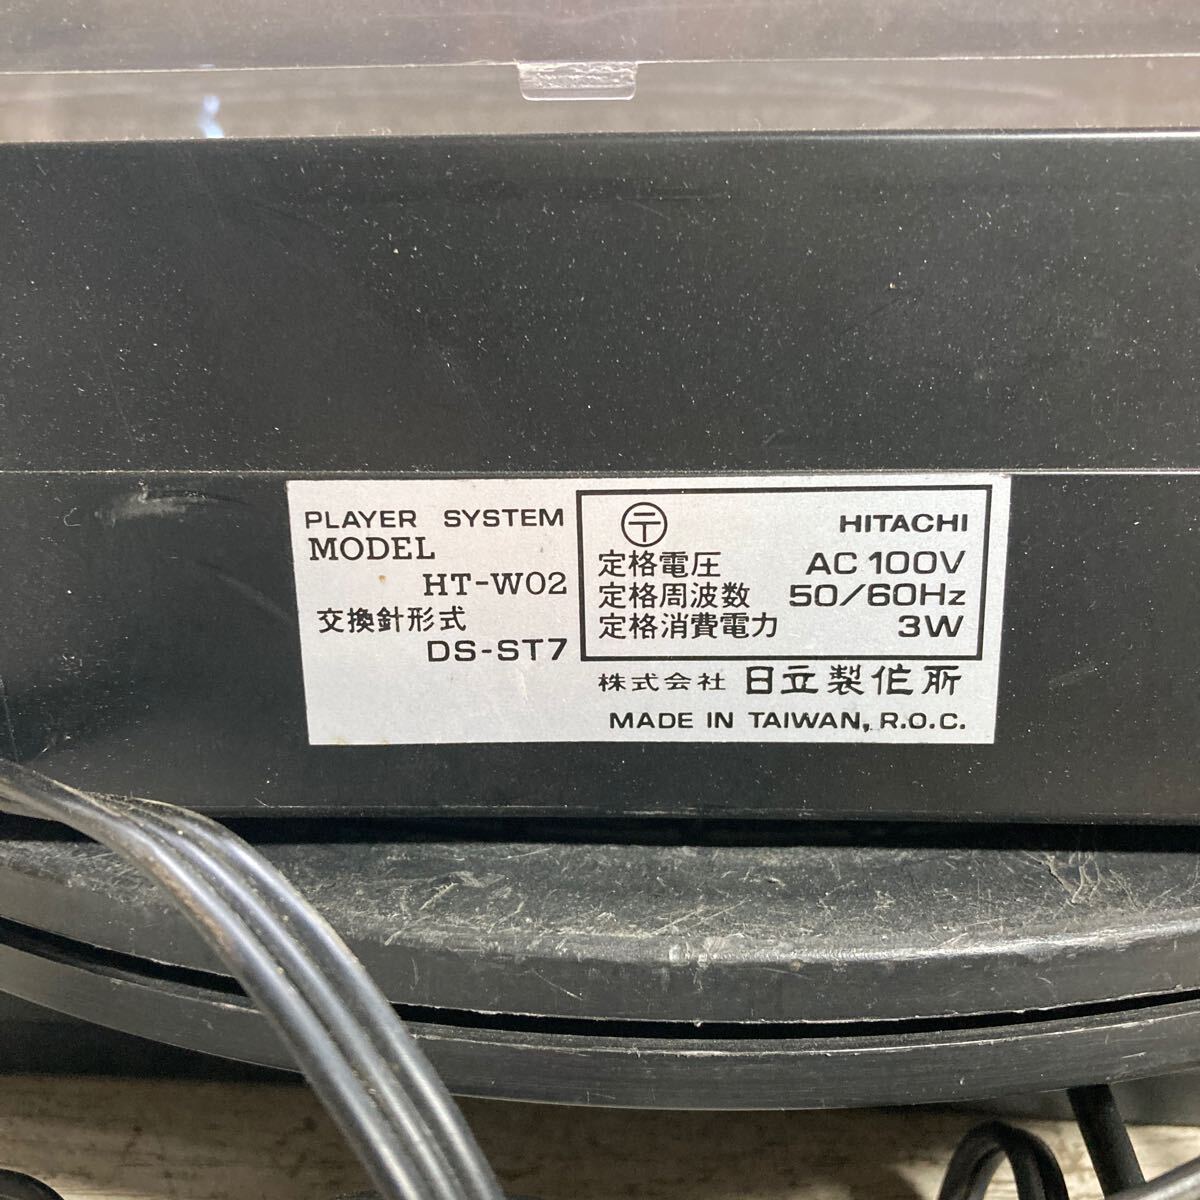 PLAYER SYSTEM
MODEL
HT-W02
交換針形式
DS-ST7
〒 HITACHI
定格電圧 AC 100V
定格周波数 50/60Hz
定格消費電力 3W
株式会社 日立製作所
MADE IN TAIWAN, R.O.C.